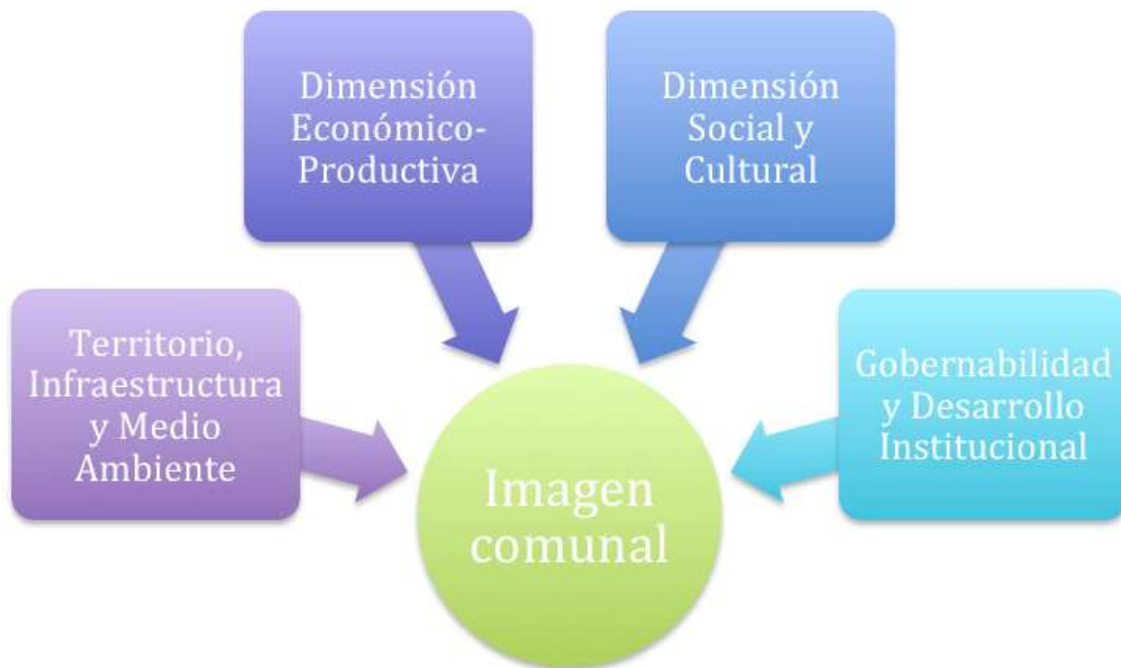 Dimensión
Económico-
Productiva
Dimensión
Social y
Cultural
Territorio,
Infraestructura
y Medio
Ambiente
Gobernabilidad
y Desarrollo
Institucional
Imagen
comunal